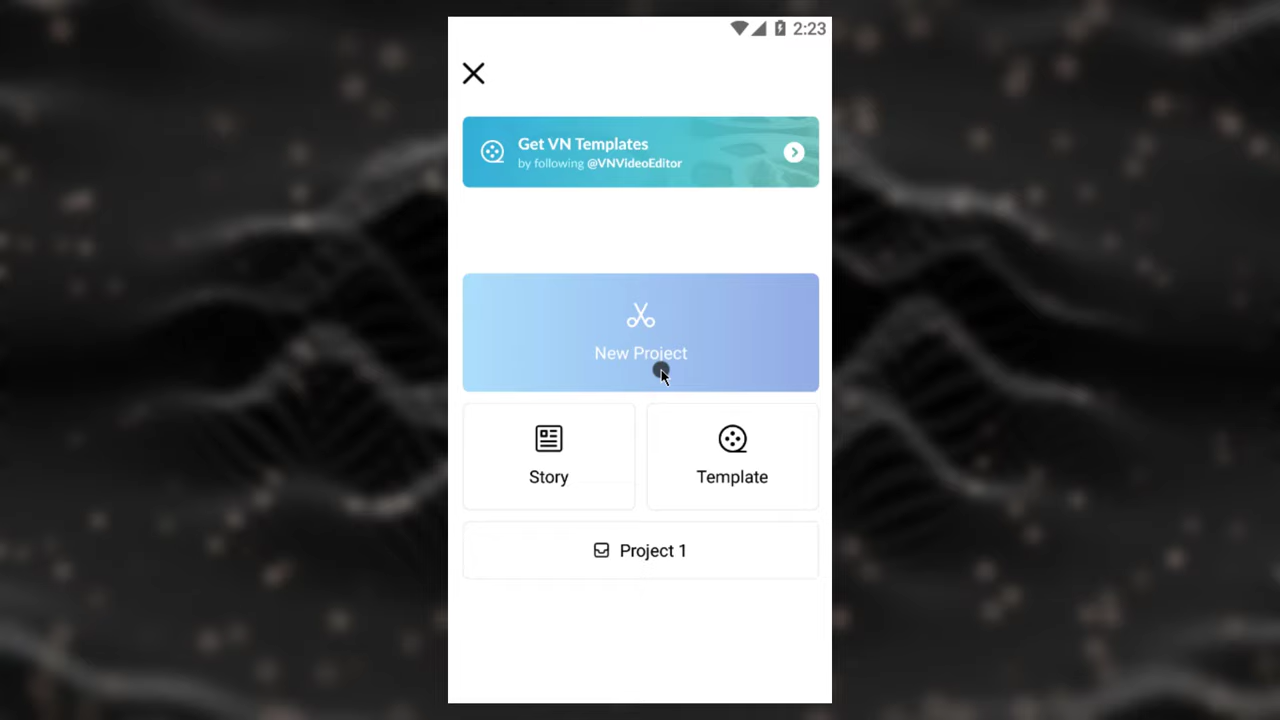 2:23
Get VN Templates
by following @VNVideoEditor
New Project
Story
Template
Project 1